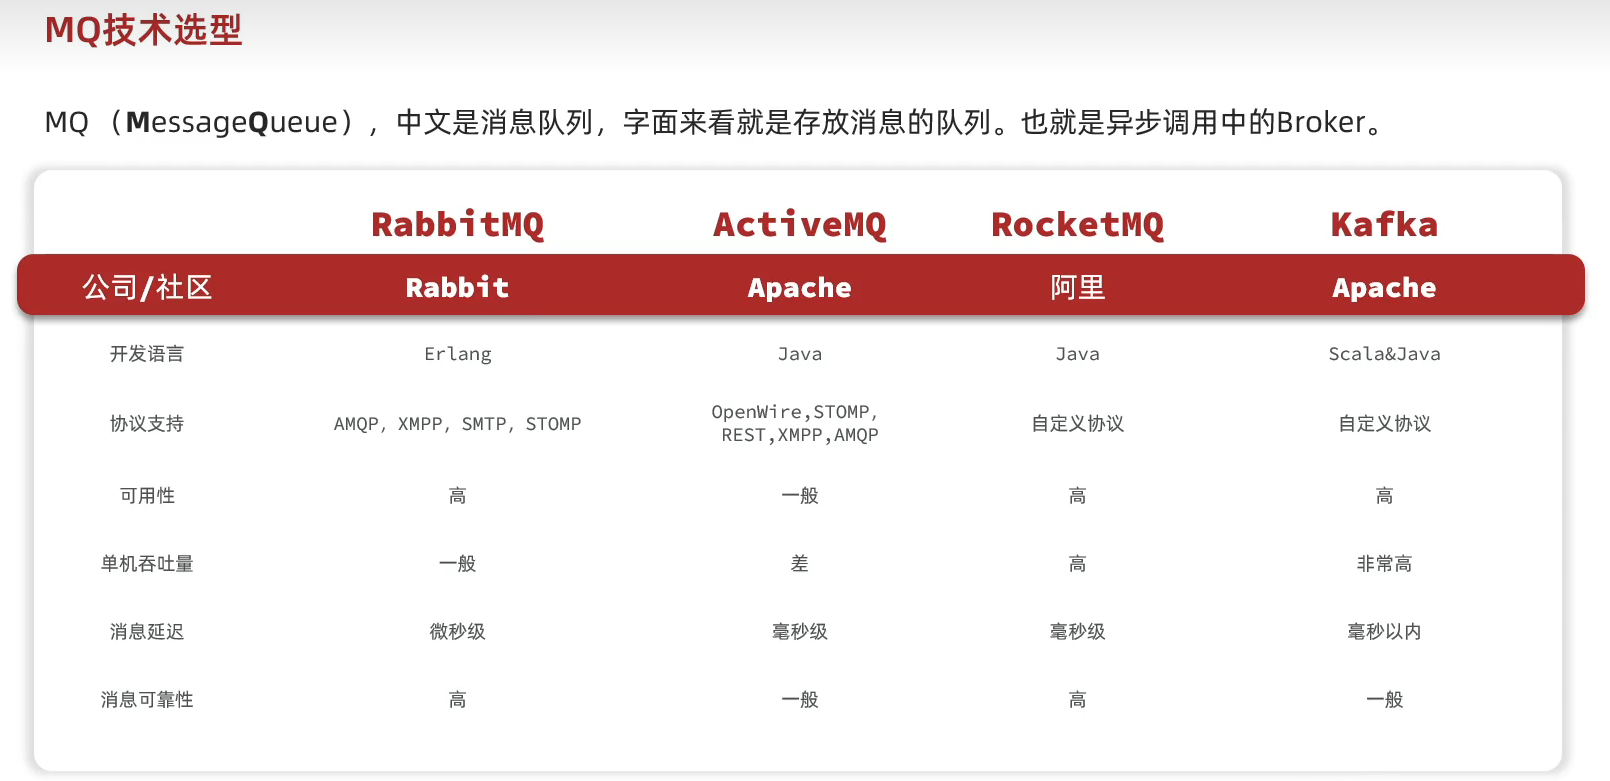 MQ技术选型
MQ （MessageQueue），中文是消息队列，字面来看就是存放消息的队列。也就是异步调用中的Broker。
RabbitMQ ActiveMQ RocketMQ Kafka
公司/社区 Rabbit Apache 阿里 Apache
开发语言 Erlang Java Java Scala&Java
协议支持 AMQP，XMPP，SMTP，STOMP OpenWire,STOMP，
REST,XMPP,AMQP 自定义协议 自定义协议
可用性 高 一般 高 高
单机吞吐量 一般 差 高 非常高
消息延迟 微秒级 毫秒级 毫秒级 毫秒以内
消息可靠性 高 一般 高 一般